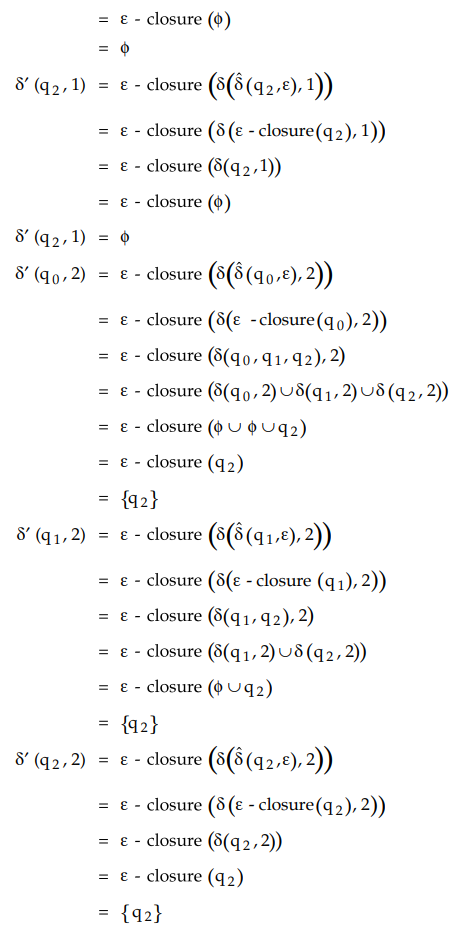 = ε - closure (ϕ)
= ϕ
δ′ (q₂, 1) = ε - closure (δ(δ̂ (q₂,ε), 1))
= ε - closure (δ (ε - closure(q₂), 1))
= ε - closure (δ(q₂,1))
= ε - closure (ϕ)
δ′ (q₂, 1) = ϕ
δ′ (q₀, 2) = ε - closure (δ(δ̂ (q₀,ε), 2))
= ε - closure (δ(ε -closure(q₀), 2))
= ε - closure (δ(q₀, q₁, q₂), 2)
= ε - closure (δ(q₀, 2) ∪ δ(q₁, 2) ∪ δ (q₂, 2))
= ε - closure (ϕ ∪ ϕ ∪ q₂)
= ε - closure (q₂)
= {q₂}
δ′ (q₁, 2) = ε - closure (δ(δ̂ (q₁,ε), 2))
= ε - closure (δ(ε - closure (q₁), 2))
= ε - closure (δ(q₁, q₂), 2)
= ε - closure (δ(q₁, 2) ∪ δ (q₂, 2))
= ε - closure (ϕ ∪ q₂)
= {q₂}
δ′ (q₂, 2) = ε - closure (δ(δ̂ (q₂,ε), 2))
= ε - closure (δ (ε - closure(q₂), 2))
= ε - closure (δ(q₂, 2))
= ε - closure (q₂)
= {q₂}